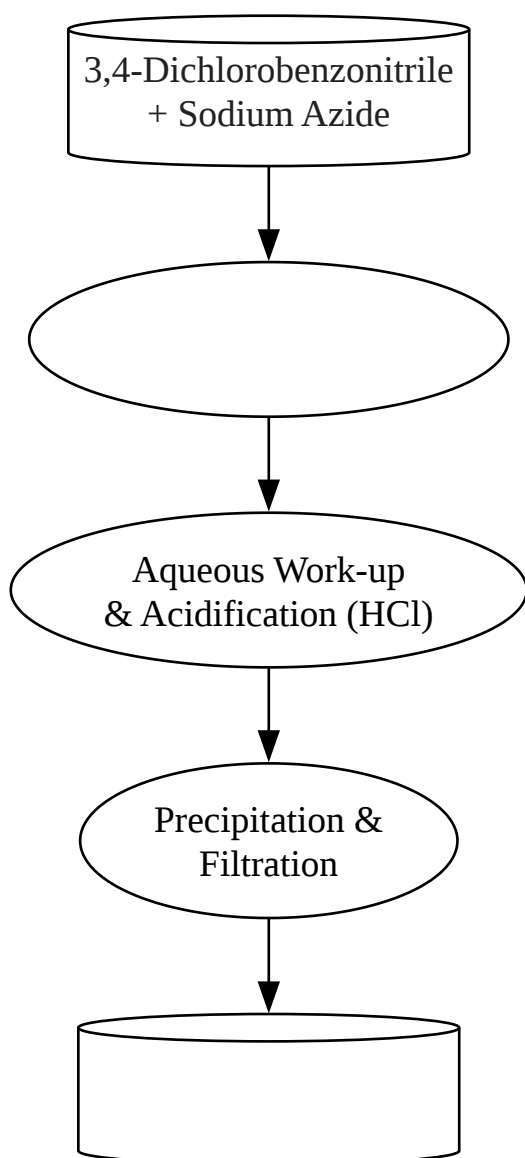 3,4-Dichlorobenzonitrile
+ Sodium Azide
Aqueous Work-up
& Acidification (HCl)
Precipitation &
Filtration